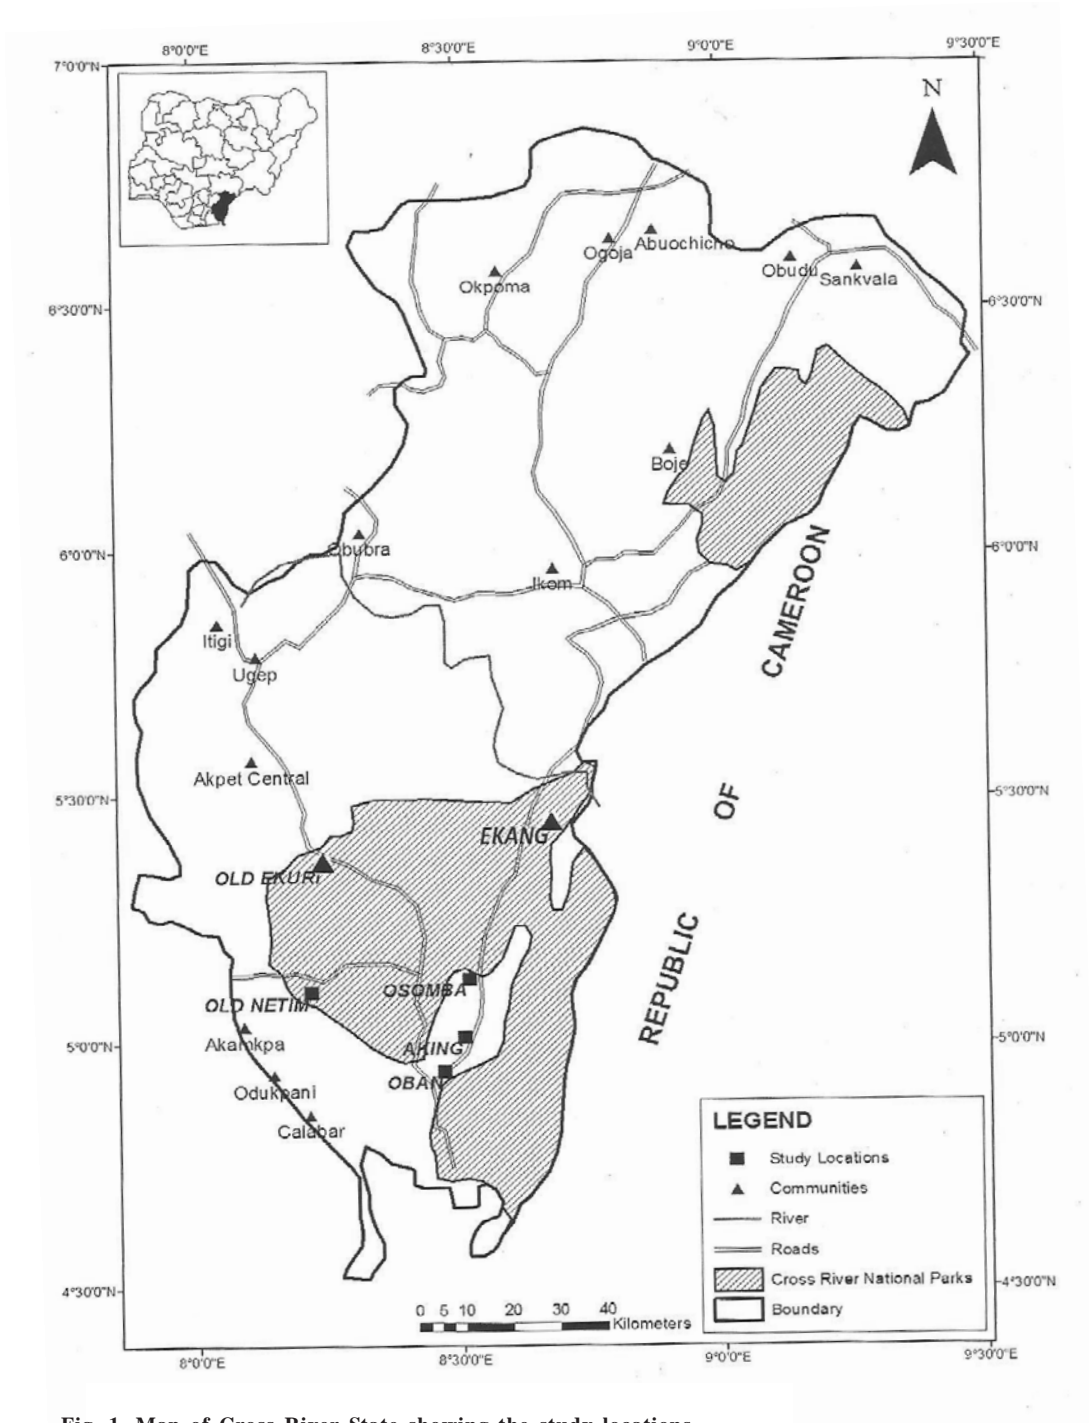 8°0'0"E 8°30'0"E 9°0'0"E 9°30'0"E
7°0'0"N
N
Ogoja
Abuochicho
Obudu
Sankvala
Okpoma
6°30'0"N
6°30'0"N
Boje
Obubra
6°0'0"N
6°0'0"N
Ikom
Itigi
Ugep
CAMEROON
Akpet Central
5°30'0"N
5°30'0"N
OF
EKANG
OLD EKURI
REPUBLIC
OSOMBA
OLD NETIM
Akamkpa
AKING
5°0'0"N
5°0'0"N
OBAN
Odukpani
Calabar
LEGEND
Study Locations
Communities
River
Roads
Cross River National Parks
Boundary
4°30'0"N
4°30'0"N
0 5 10 20 30 40
Kilometers
8°0'0"E 8°30'0"E 9°0'0"E 9°30'0"E
Fig. 1. Map of Cross River State showing the study locations